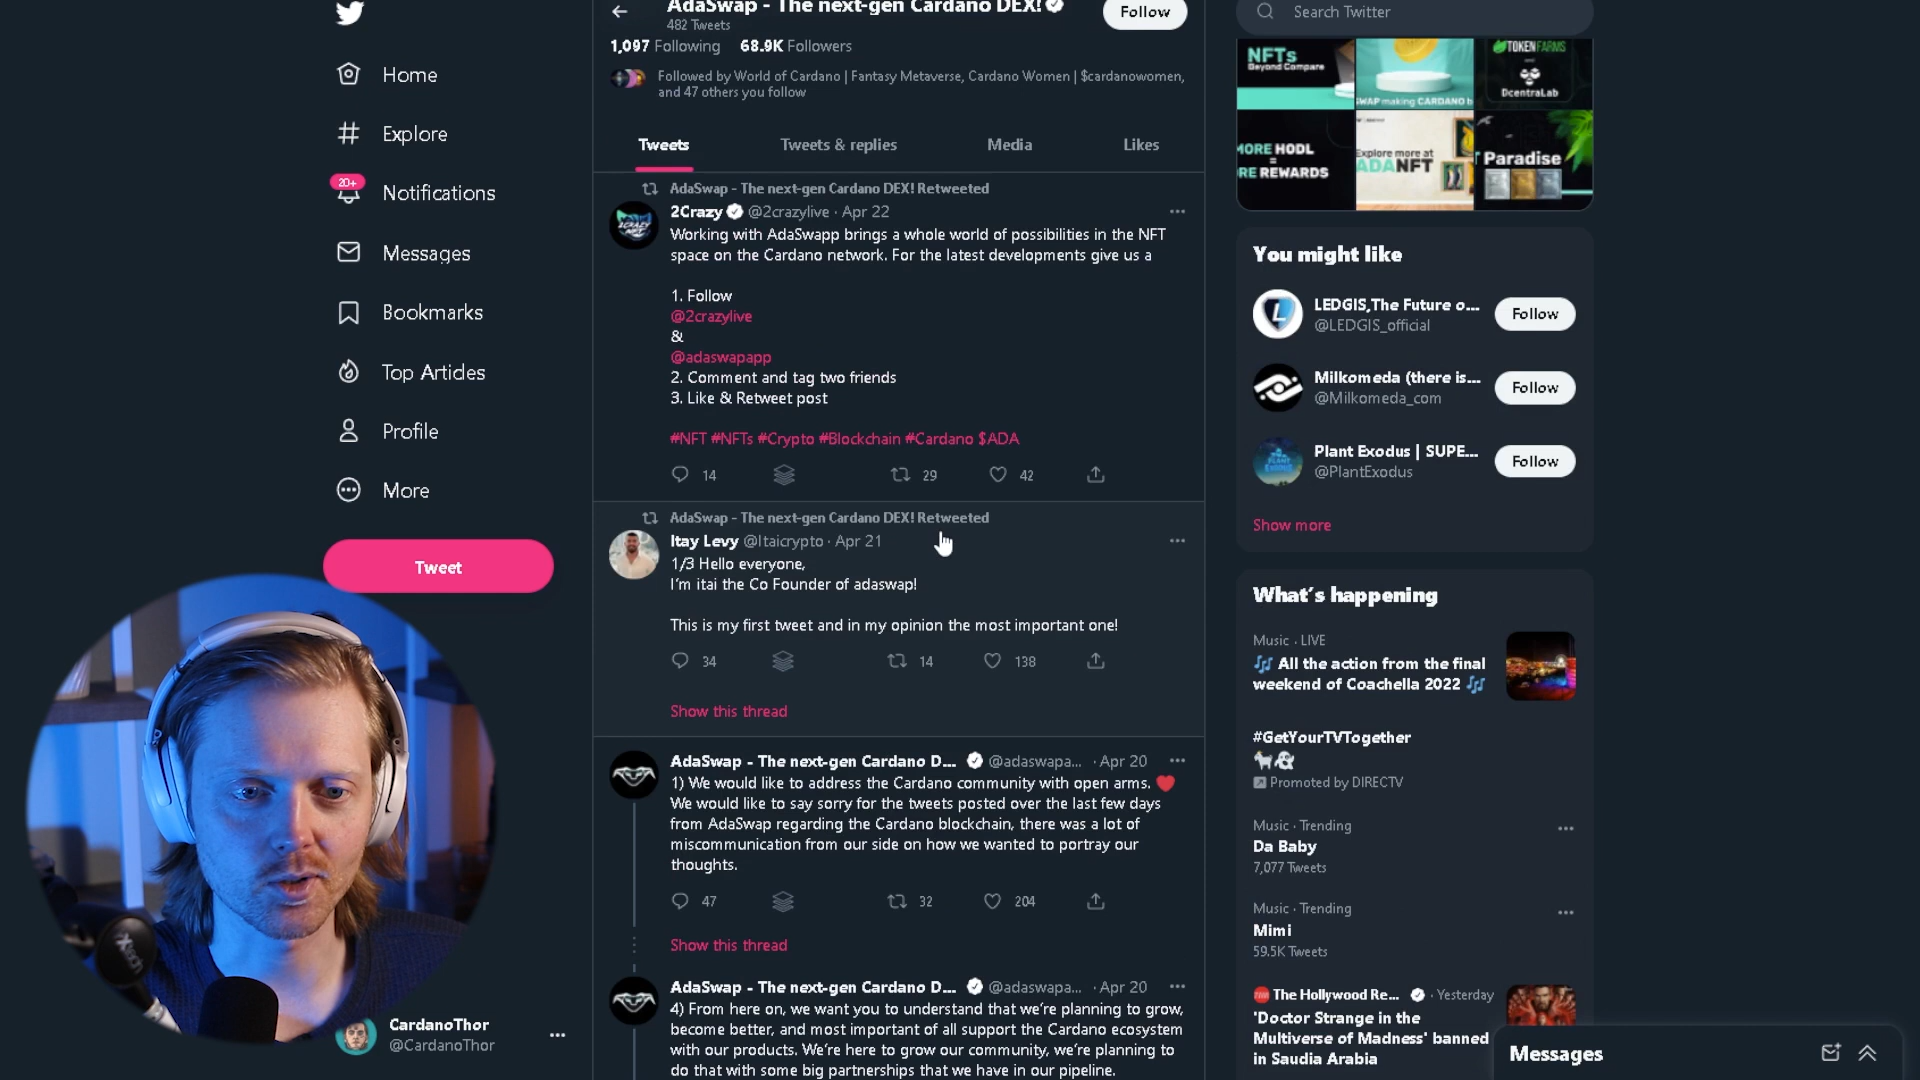 AdaSwap - The next-gen Cardano DEX!
482 Tweets
Follow
1,097 Following 68.9K Followers
Followed by World of Cardano | Fantasy Metaverse, Cardano Women | $cardanowomen,
and 47 others you follow
Tweets
Tweets & replies
Media
Likes
Home
Explore
20+
Notifications
Messages
Bookmarks
Top Articles
Profile
More
Tweet
CardanoThor
@CardanoThor
AdaSwap - The next-gen Cardano DEX! Retweeted
2Crazy @2crazylive · Apr 22
Working with AdaSwapp brings a whole world of possibilities in the NFT
space on the Cardano network. For the latest developments give us a
1. Follow
@2crazylive
&
@adaswapapp
2. Comment and tag two friends
3. Like & Retweet post
#NFT #NFTs #Crypto #Blockchain #Cardano $ADA
14 29 42
AdaSwap - The next-gen Cardano DEX! Retweeted
Itay Levy @Itaicrypto · Apr 21
1/3 Hello everyone,
I'm itai the Co Founder of adaswap!
This is my first tweet and in my opinion the most important one!
34 14 138
Show this thread
AdaSwap - The next-gen Cardano D... @adaswapa... · Apr 20
1) We would like to address the Cardano community with open arms. ❤️
We would like to say sorry for the tweets posted over the last few days
from AdaSwap regarding the Cardano blockchain, there was a lot of
miscommunication from our side on how we wanted to portray our
thoughts.
47 32 204
Show this thread
AdaSwap - The next-gen Cardano D... @adaswapa... · Apr 20
4) From here on, we want you to understand that we're planning to grow,
become better, and most important of all support the Cardano ecosystem
with our products. We're here to grow our community, we're planning to
do that with some big partnerships that we have in our pipeline.
Search Twitter
NFTs
Beyond Compare
SWAP making CARDANO b
TOKENFARMS
DcentraLab
MORE HODL
=
RE REWARDS
Explore more at
ADANFT
Paradise
You might like
LEDGIS,The Future o...
@LEDGIS_official
Follow
Milkomeda (there is...
@Milkomeda_com
Follow
Plant Exodus | SUPE...
@PlantExodus
Follow
Show more
What's happening
Music · LIVE
🎶 All the action from the final
weekend of Coachella 2022 🎶
#GetYourTVTogether
🐐👻
Promoted by DIRECTV
Music · Trending
Da Baby
7,077 Tweets
Music · Trending
Mimi
59.5K Tweets
The Hollywood Re... · Yesterday
'Doctor Strange in the
Multiverse of Madness' banned
in Saudia Arabia
Messages